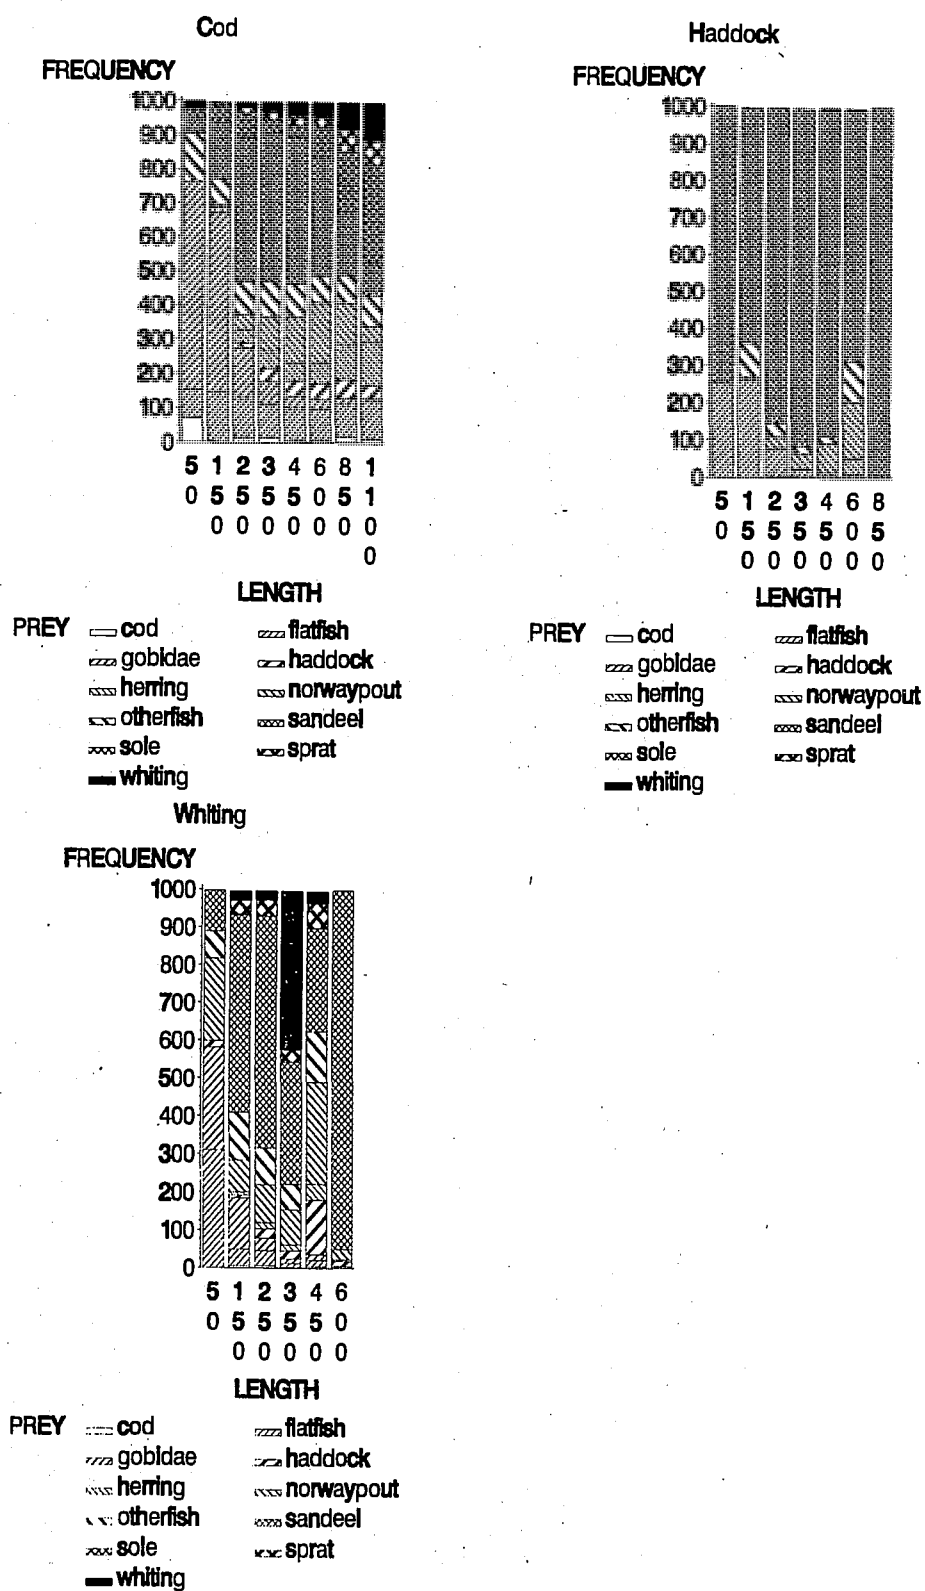 Cod
FREQUENCY
1000
900
800
700
600
500
400
300
200
100
0
5 1 2 3 4 6 8 1
0 5 5 5 5 0 5 1
0 0 0 0 0 0 0
0
LENGTH
PREY cod flatfish
gobidae haddock
herring norwaypout
otherfish sandeel
sole sprat
whiting
Haddock
FREQUENCY
1000
900
800
700
600
500
400
300
200
100
0
5 1 2 3 4 6 8
0 5 5 5 5 0 5
0 0 0 0 0 0
LENGTH
PREY cod flatfish
gobidae haddock
herring norwaypout
otherfish sandeel
sole sprat
whiting
Whiting
FREQUENCY
1000
900
800
700
600
500
400
300
200
100
0
5 1 2 3 4 6
0 5 5 5 5 0
0 0 0 0 0
LENGTH
PREY cod flatfish
gobidae haddock
herring norwaypout
otherfish sandeel
sole sprat
whiting